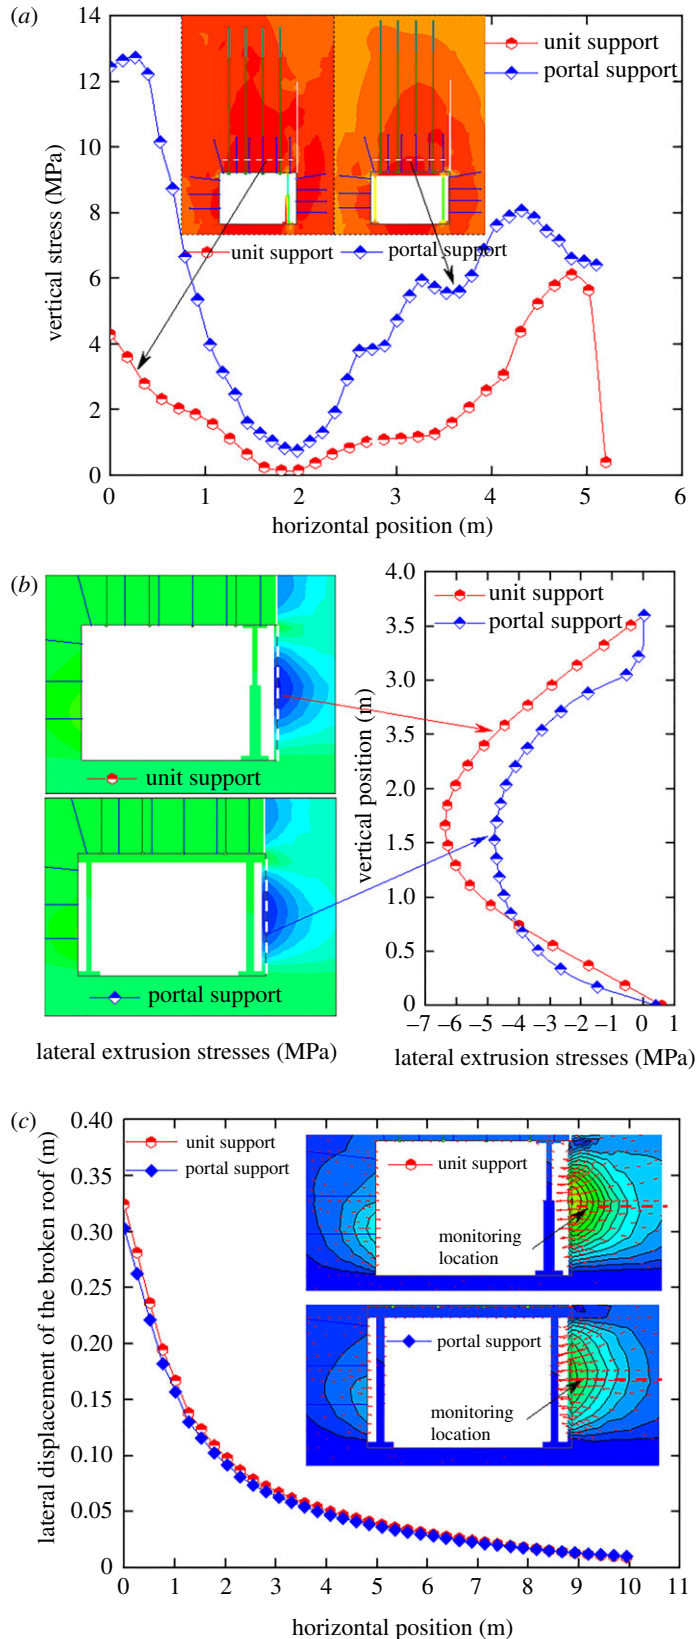 (a)
14
12
10
8
6
4
2
0
vertical stress (MPa)
unit support
portal support
unit support
portal support
0 1 2 3 4 5 6
horizontal position (m)
(b)
unit support
portal support
lateral extrusion stresses (MPa)
4.0
3.5
3.0
2.5
2.0
1.5
1.0
0.5
0
vertical position (m)
unit support
portal support
–7 –6 –5 –4 –3 –2 –1 0 1
lateral extrusion stresses (MPa)
(c)
0.40
0.35
0.30
0.25
0.20
0.15
0.10
0.05
0
lateral displacement of the broken roof (m)
unit support
portal support
unit support
monitoring
location
portal support
monitoring
location
0 1 2 3 4 5 6 7 8 9 10 11
horizontal position (m)